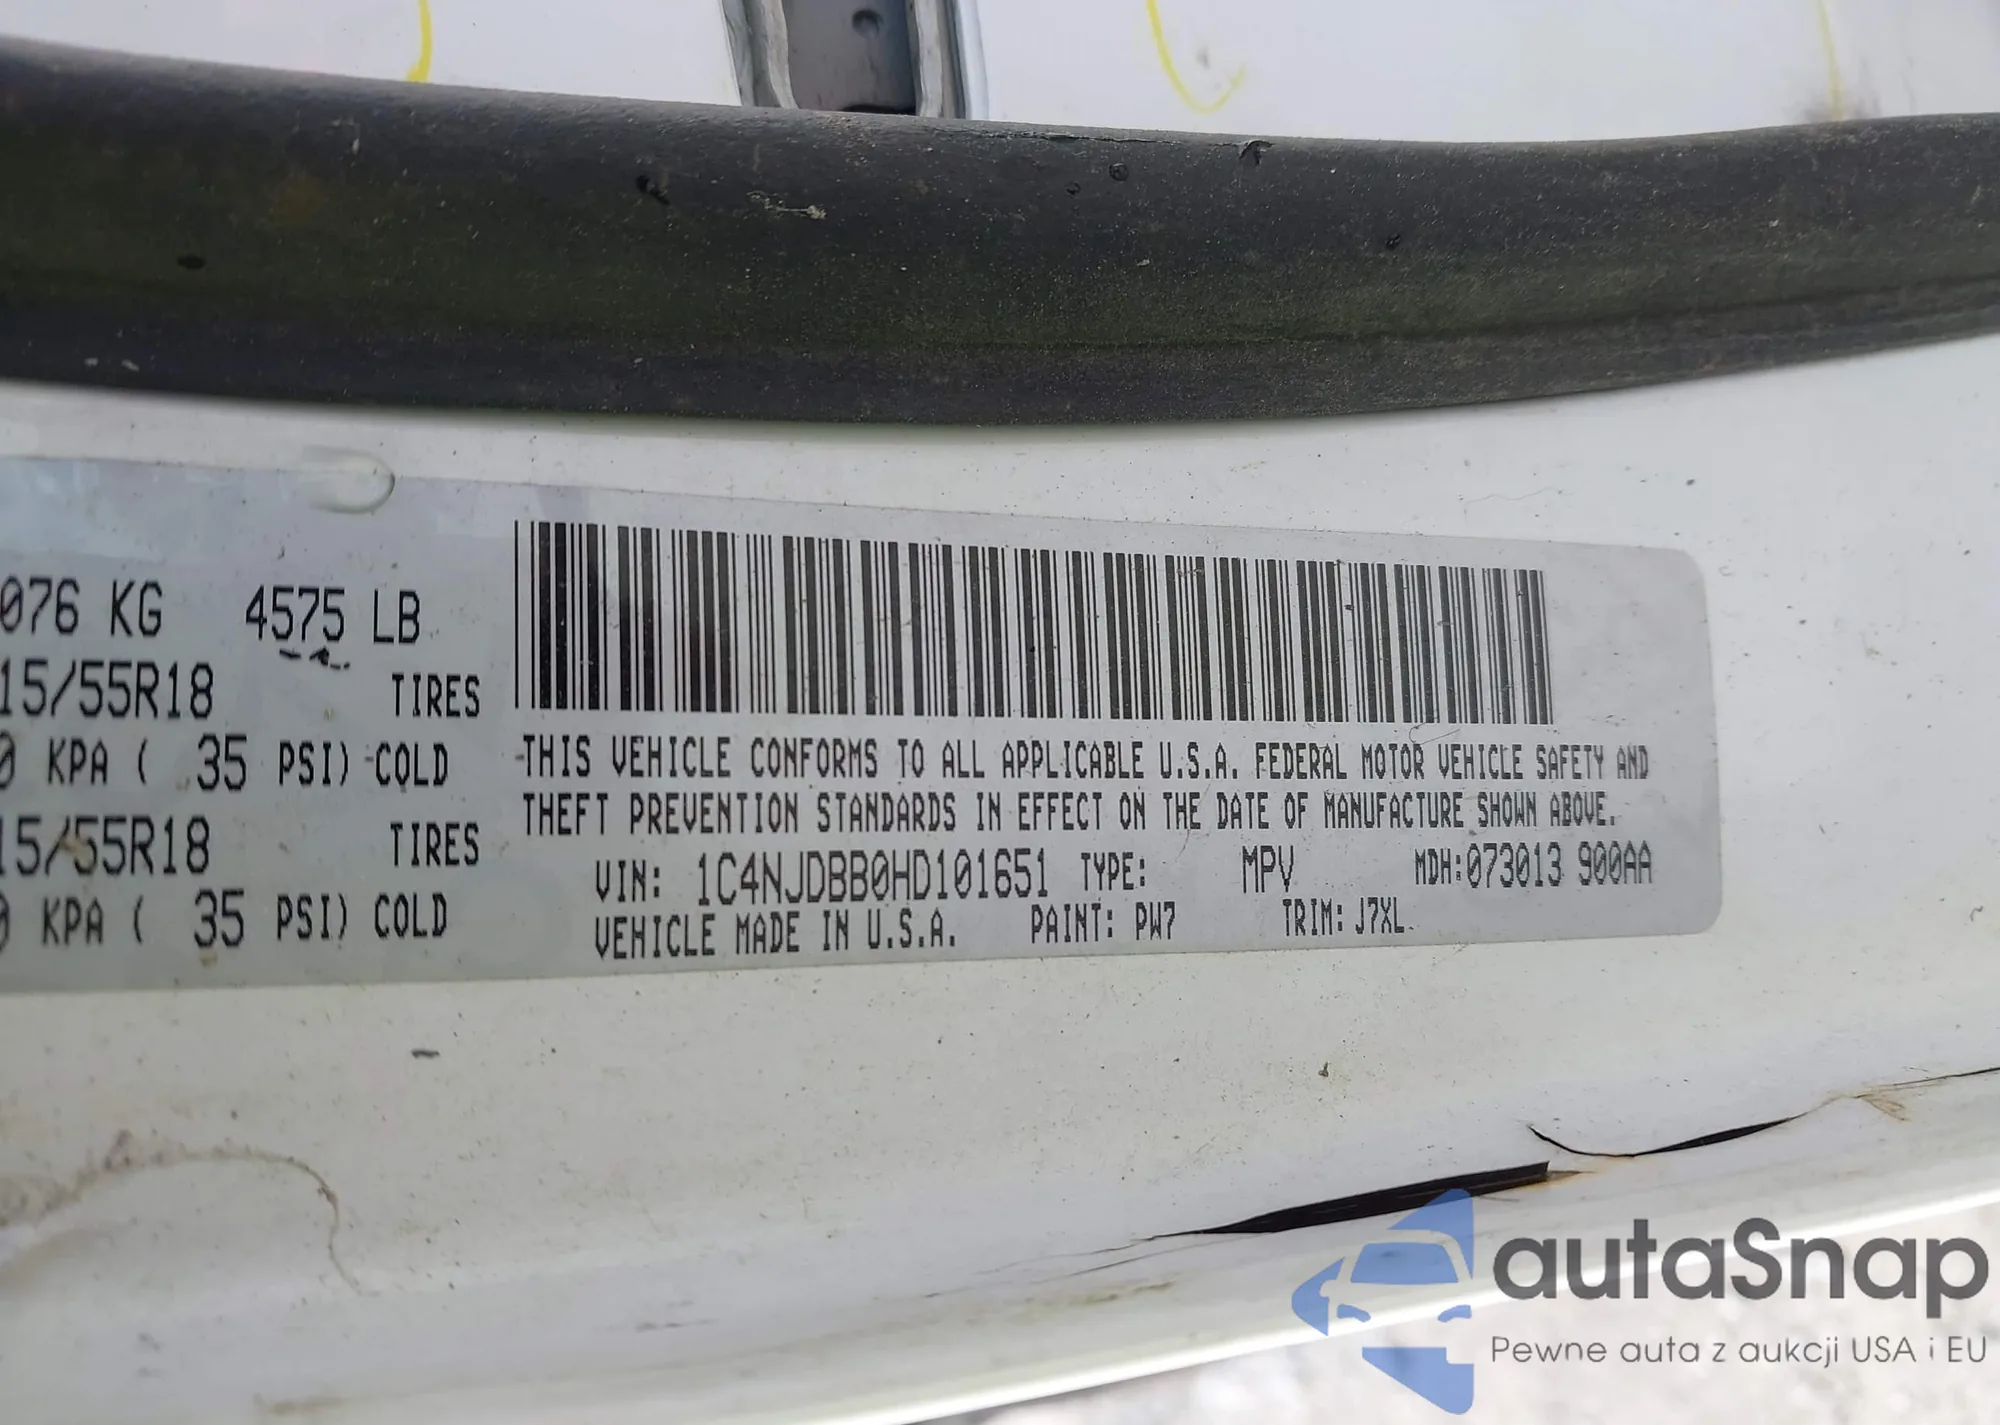 076 KG 4575 LB
15/55R18 TIRES
0 KPA ( 35 PSI) COLD
15/55R18 TIRES
0 KPA ( 35 PSI) COLD
THIS VEHICLE CONFORMS TO ALL APPLICABLE U.S.A. FEDERAL MOTOR VEHICLE SAFETY AND
THEFT PREVENTION STANDARDS IN EFFECT ON THE DATE OF MANUFACTURE SHOWN ABOVE.
VIN: 1C4NJDBB0HD101651 TYPE: MPV MDH:073013 900AA
VEHICLE MADE IN U.S.A. PAINT: PW7 TRIM: J7XL
autaSnap
Pewne auta z aukcji USA i EU